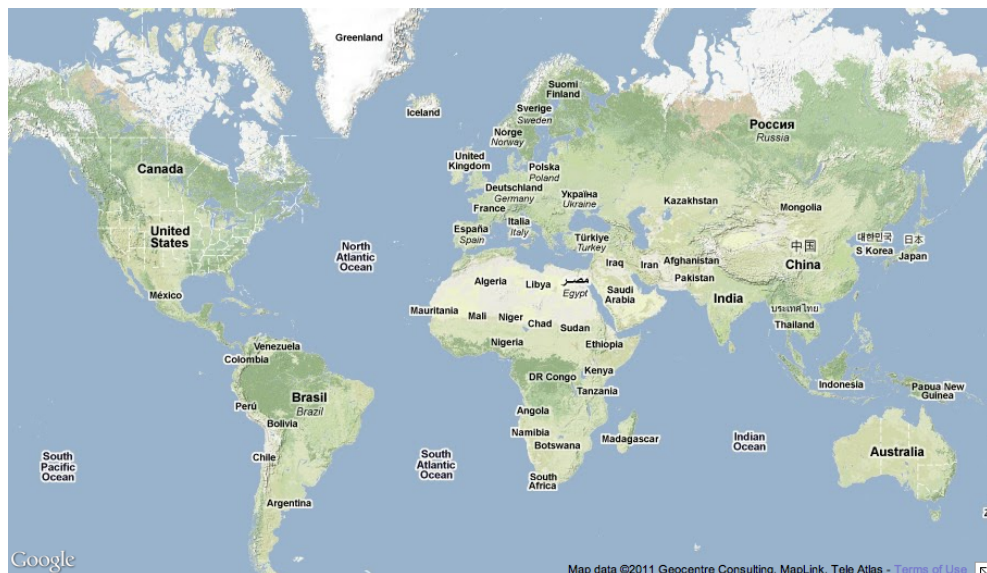 Greenland
Iceland
Suomi
Finland
Sverige
Sweden
Norge
Norway
Россия
Russia
United
Kingdom
Polska
Poland
Canada
Deutschland
Germany
Україна
Ukraine
Kazakhstan
Mongolia
France
Italia
Italy
España
Spain
Türkiye
Turkey
United
States
North
Atlantic
Ocean
中国
China
대한민국
S Korea
日本
Japan
Iraq
Iran
Afghanistan
Pakistan
Algeria
Libya
مصر
Egypt
Saudi
Arabia
India
México
Mauritania
Mali
Niger
Chad
Sudan
ประเทศไทย
Thailand
Nigeria
Ethiopia
Venezuela
Colombia
Kenya
DR Congo
Tanzania
Indonesia
Papua New
Guinea
Brasil
Brazil
Perú
Bolivia
Angola
Namibia
Botswana
Madagascar
Indian
Ocean
Australia
South
Pacific
Ocean
Chile
South
Atlantic
Ocean
South
Africa
Argentina
Google
Map data ©2011 Geocentre Consulting, MapLink, Tele Atlas - Terms of Use